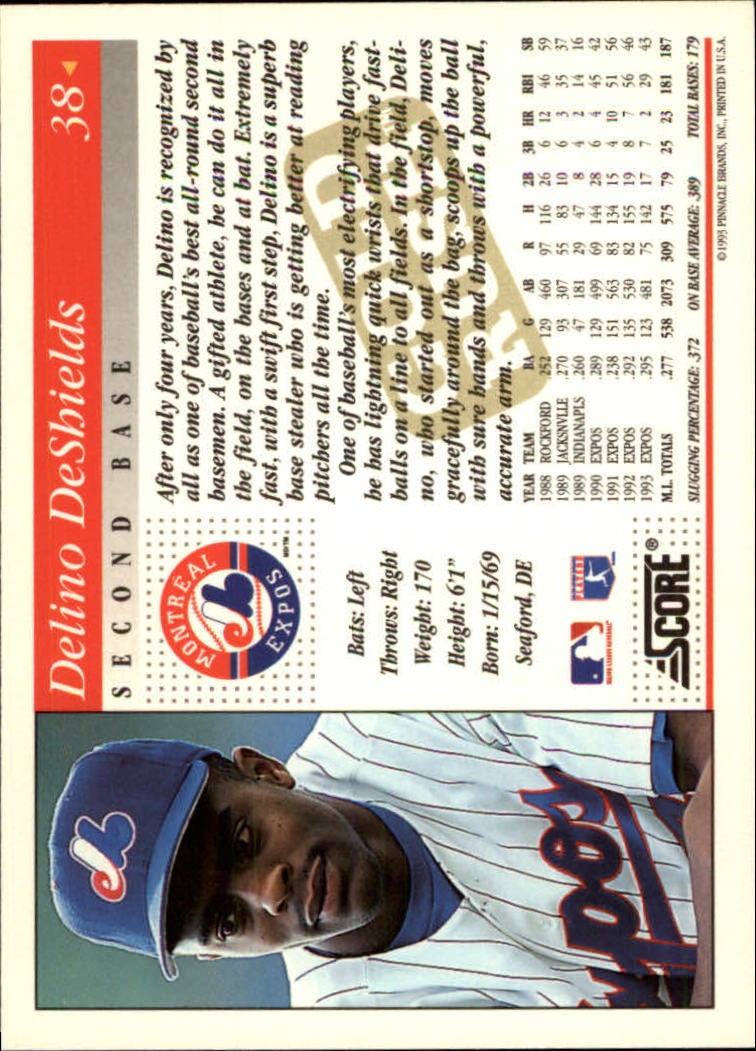 Delino DeShields 38
SECOND BASE
MONTRÉAL
EXPOS
Bats: Left
Throws: Right
Weight: 170
Height: 6'1"
Born: 1/15/69
Seaford, DE
SCORE®
After only four years, Delino is recognized by
all as one of baseball's best all-round second
basemen. A gifted athlete, he can do it all in
the field, on the bases and at bat. Extremely
fast, with a swift first step, Delino is a superb
base stealer who is getting better at reading
pitchers all the time.
One of baseball's most electrifying players,
he has lightning quick wrists that drive fast-
balls on a line to all fields. In the field, Deli-
no, who started out as a shortstop, moves
gracefully around the bag, scoops up the ball
with sure hands and throws with a powerful,
accurate arm.
YEAR TEAM BA G AB R H 2B 3B HR RBI SB
1988 ROCKFORD .252 129 460 97 116 26 6 12 46 59
1989 JACKSNVLLE .270 93 307 55 83 10 6 3 35 37
1989 INDIANAPLS .260 47 181 29 47 8 4 2 14 16
1990 EXPOS .289 129 499 69 144 28 6 4 45 42
1991 EXPOS .238 151 563 83 134 15 4 10 51 56
1992 EXPOS .292 135 530 82 155 19 8 7 56 46
1993 EXPOS .295 123 481 75 142 17 7 2 29 43
M.L. TOTALS .277 538 2073 309 575 79 25 23 181 187
SLUGGING PERCENTAGE: .372 ON BASE AVERAGE: .389 TOTAL BASES: 179
©1993 PINNACLE BRANDS, INC., PRINTED IN U.S.A.